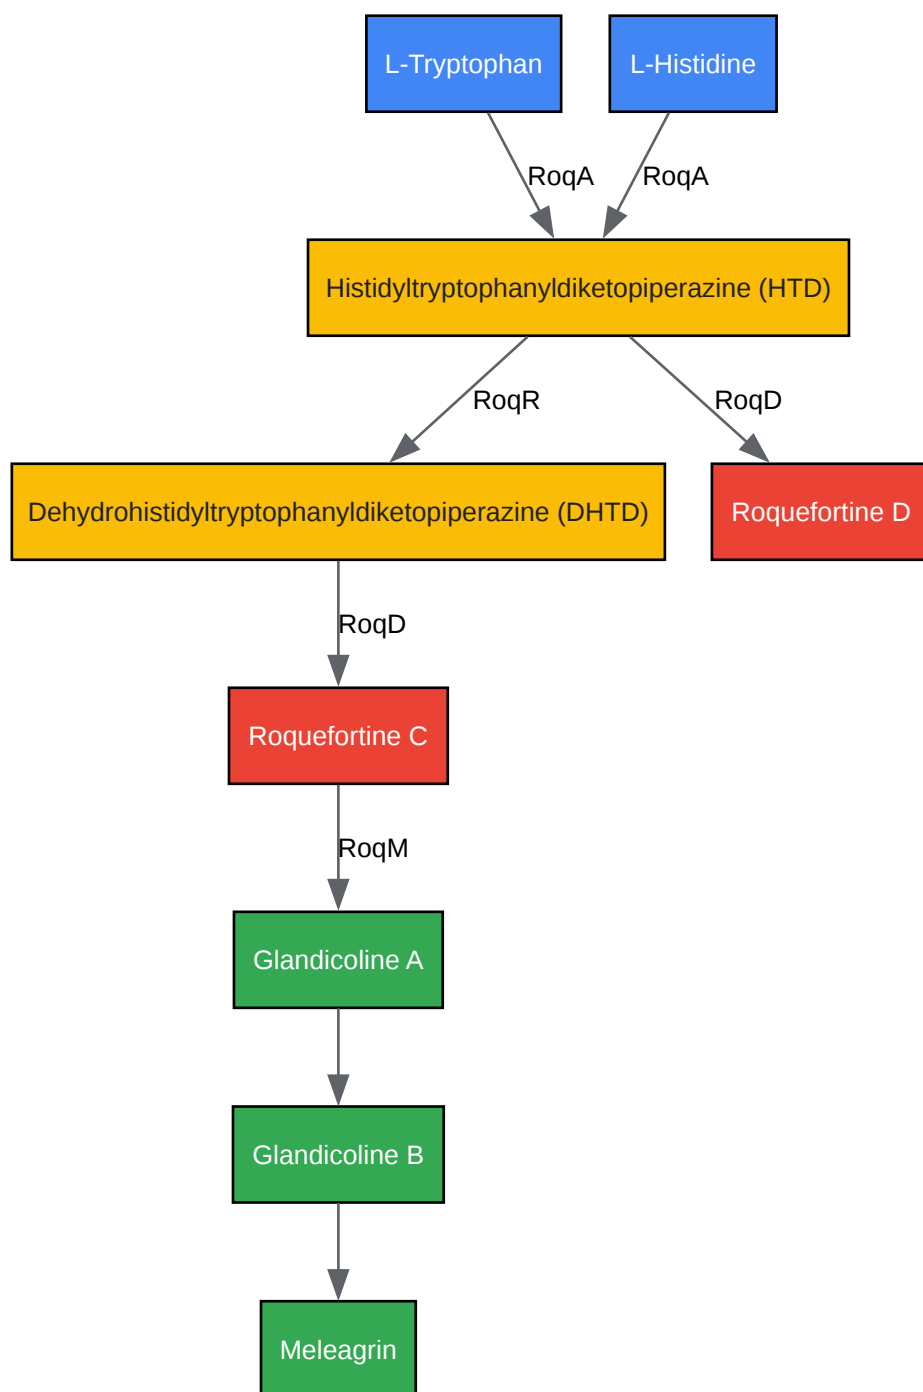 L-Tryptophan
L-Histidine
RoqA
RoqA
Histidyltryptophanyldiketopiperazine (HTD)
RoqR
RoqD
Dehydrohistidyltryptophanyldiketopiperazine (DHTD)
Roquefortine D
RoqD
Roquefortine C
RoqM
Glandicoline A
Glandicoline B
Meleagrin